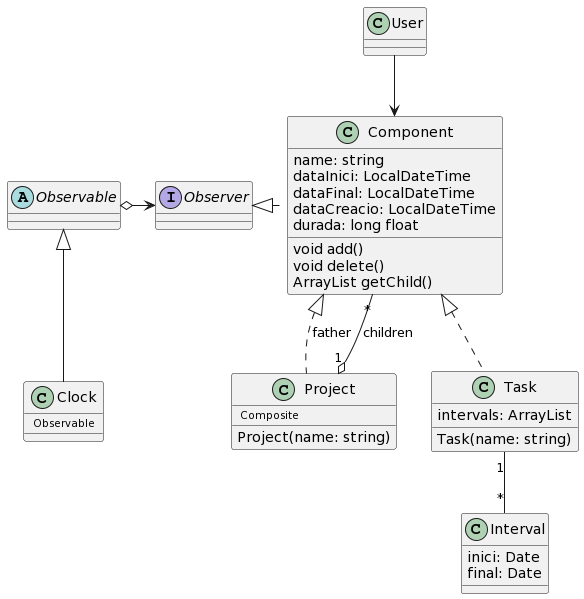 C User
C Component
name: string
dataInici: LocalDateTime
dataFinal: LocalDateTime
dataCreacio: LocalDateTime
durada: long float
void add()
void delete()
ArrayList getChild()
A Observable
I Observer
* 
father
children
1
C Clock
Observable
C Project
Composite
Project(name: string)
C Task
intervals: ArrayList
Task(name: string)
1
*
C Interval
inici: Date
final: Date